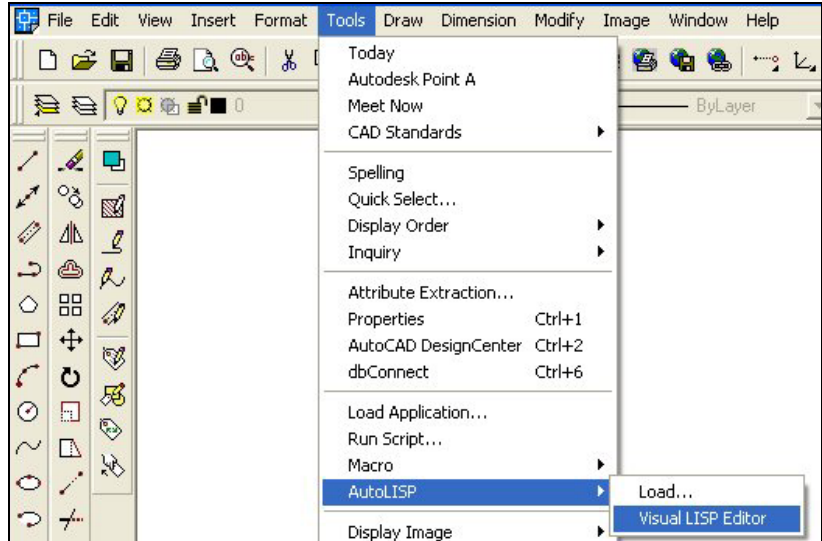 File Edit View Insert Format Tools Draw Dimension Modify Image Window Help
Today
Autodesk Point A
Meet Now
CAD Standards
0
ByLayer
Spelling
Quick Select...
Display Order
Inquiry
Attribute Extraction...
Properties Ctrl+1
AutoCAD DesignCenter Ctrl+2
dbConnect Ctrl+6
Load Application...
Run Script...
Macro
AutoLISP
Load...
Visual LISP Editor
Display Image